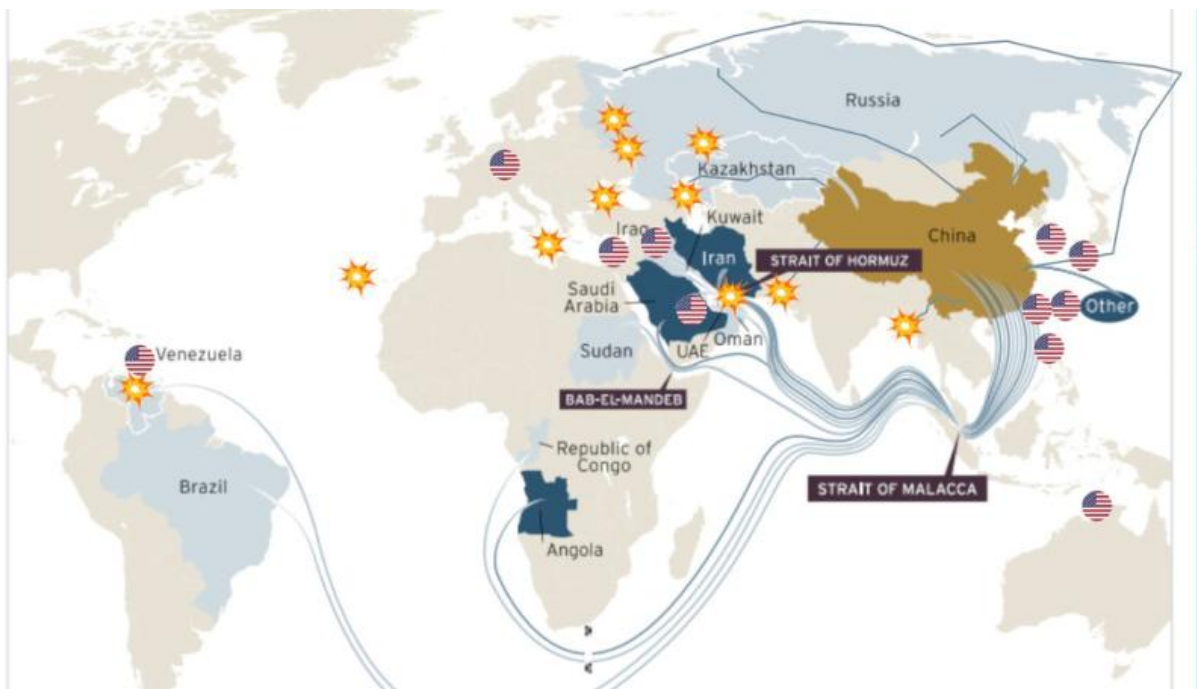 Russia
Kazakhstan
Kuwait
Iraq
China
Iran
STRAIT OF HORMUZ
Saudi
Arabia
Other
Oman
UAE
Sudan
Venezuela
BAB-EL-MANDEB
Republic of
Congo
Brazil
STRAIT OF MALACCA
Angola